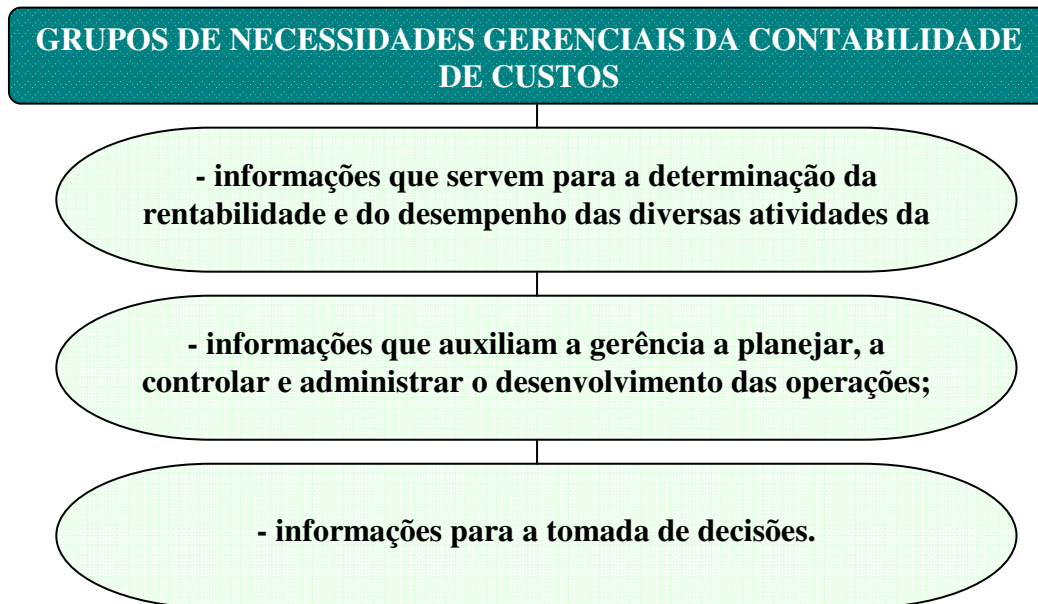 GRUPOS DE NECESSIDADES GERENCIAIS DA CONTABILIDADE
DE CUSTOS
- informações que servem para a determinação da
rentabilidade e do desempenho das diversas atividades da
- informações que auxiliam a gerência a planejar, a
controlar e administrar o desenvolvimento das operações;
- informações para a tomada de decisões.